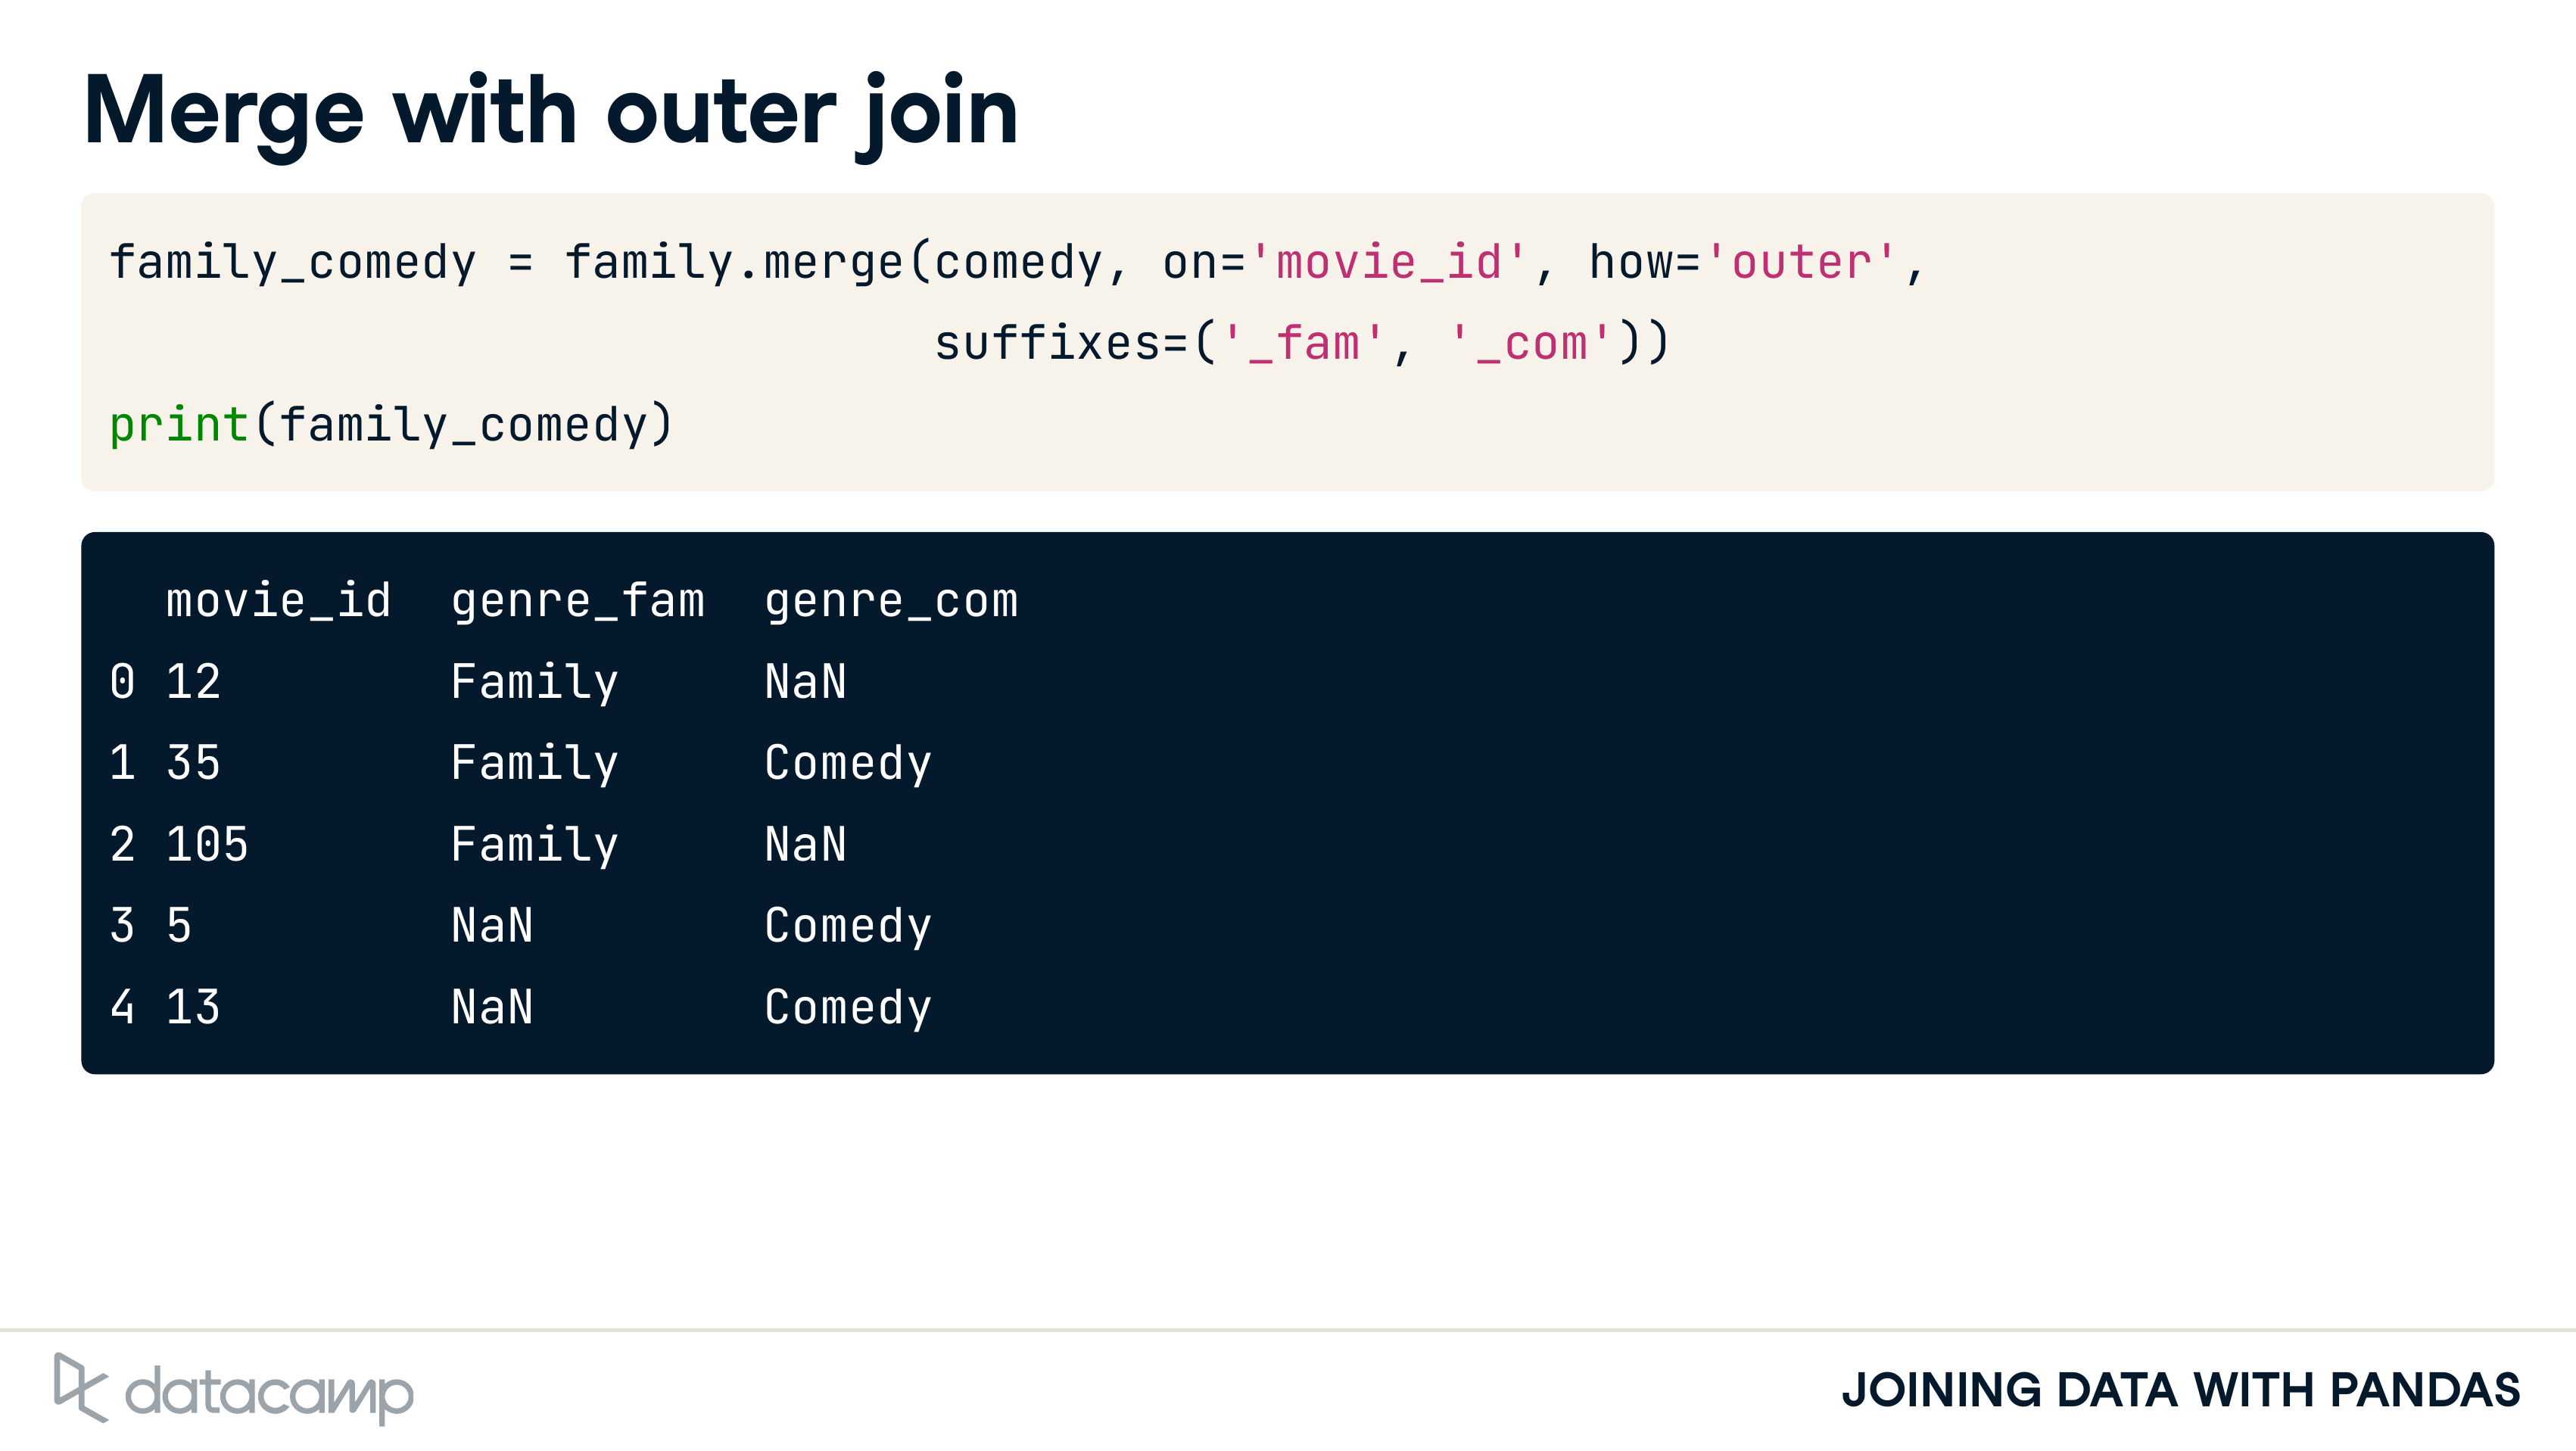 Merge with outer join
family_comedy = family.merge(comedy, on='movie_id', how='outer',
                             suffixes=('_fam', '_com'))
print(family_comedy)
  movie_id  genre_fam  genre_com
0 12        Family     NaN
1 35        Family     Comedy
2 105       Family     NaN
3 5         NaN        Comedy
4 13        NaN        Comedy
datacamp
JOINING DATA WITH PANDAS